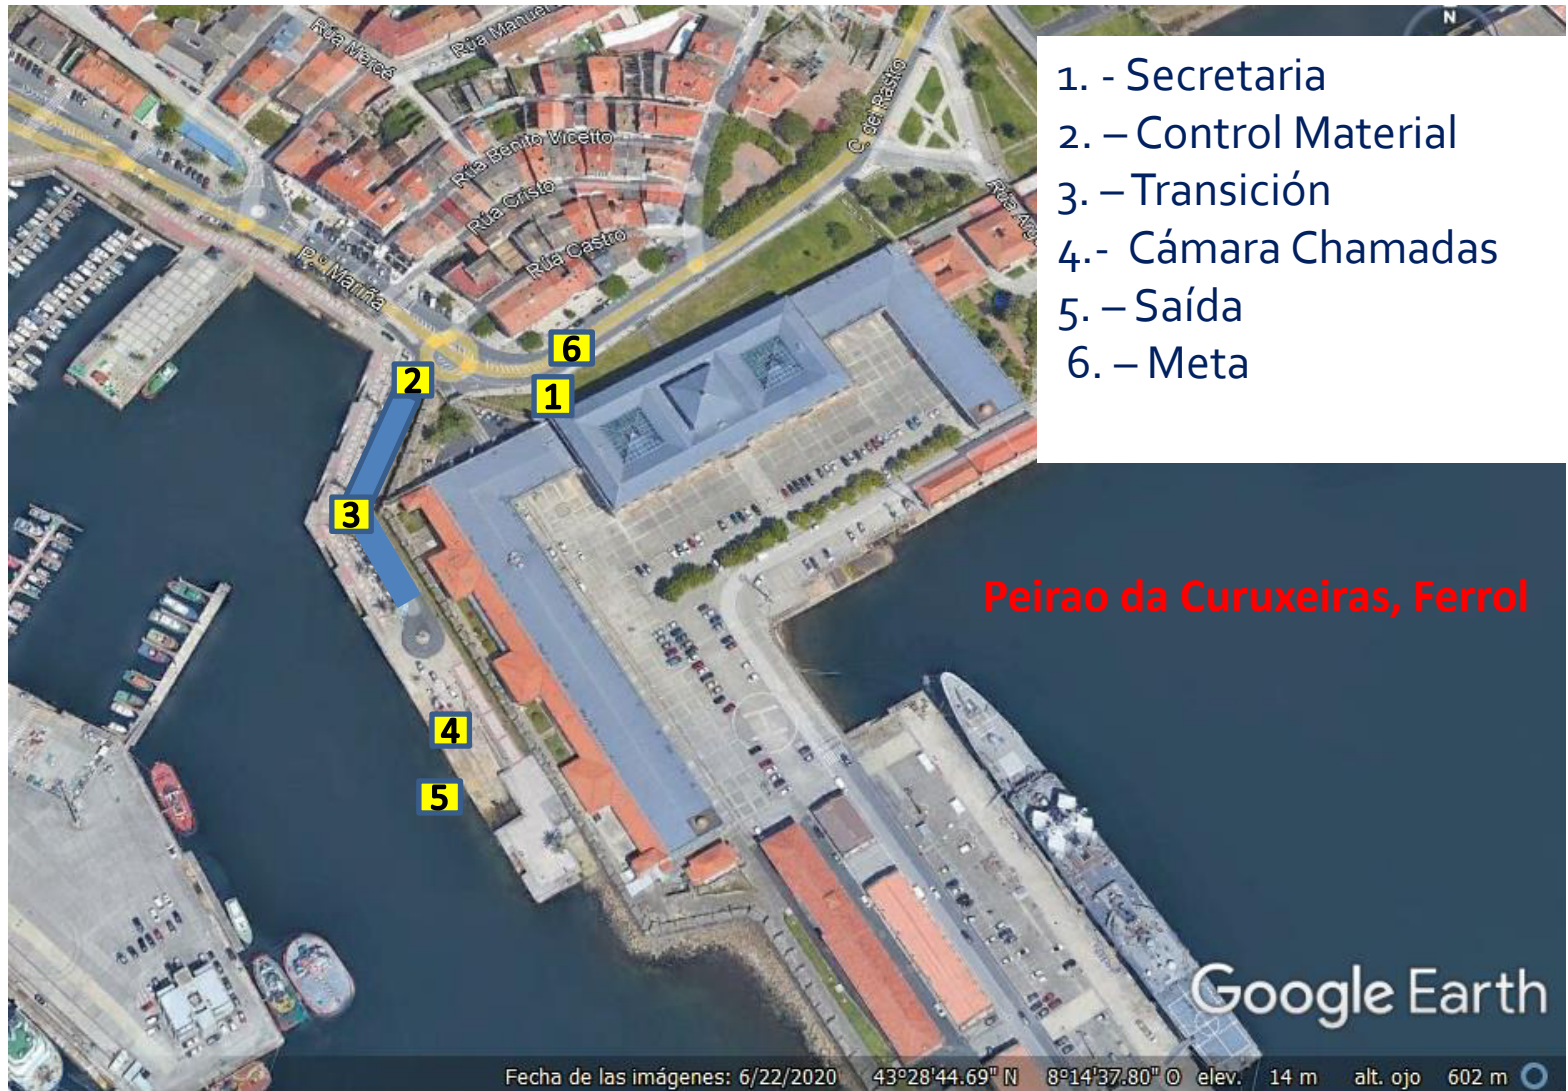 N
1. - Secretaria
2. – Control Material
3. – Transición
4.- Cámara Chamadas
5. – Saída
6. – Meta
Rúa Mercé
Rúa Manuel
Rúa Benito Vicetto
Rúa Cristo
Rúa Castro
C. del Rastro
Pº Mariña
6
2
1
3
Peirao da Curuxeiras, Ferrol
4
5
Google Earth
Fecha de las imágenes: 6/22/2020 43°28'44.69" N 8°14'37.80" O elev. 14 m alt. ojo 602 m